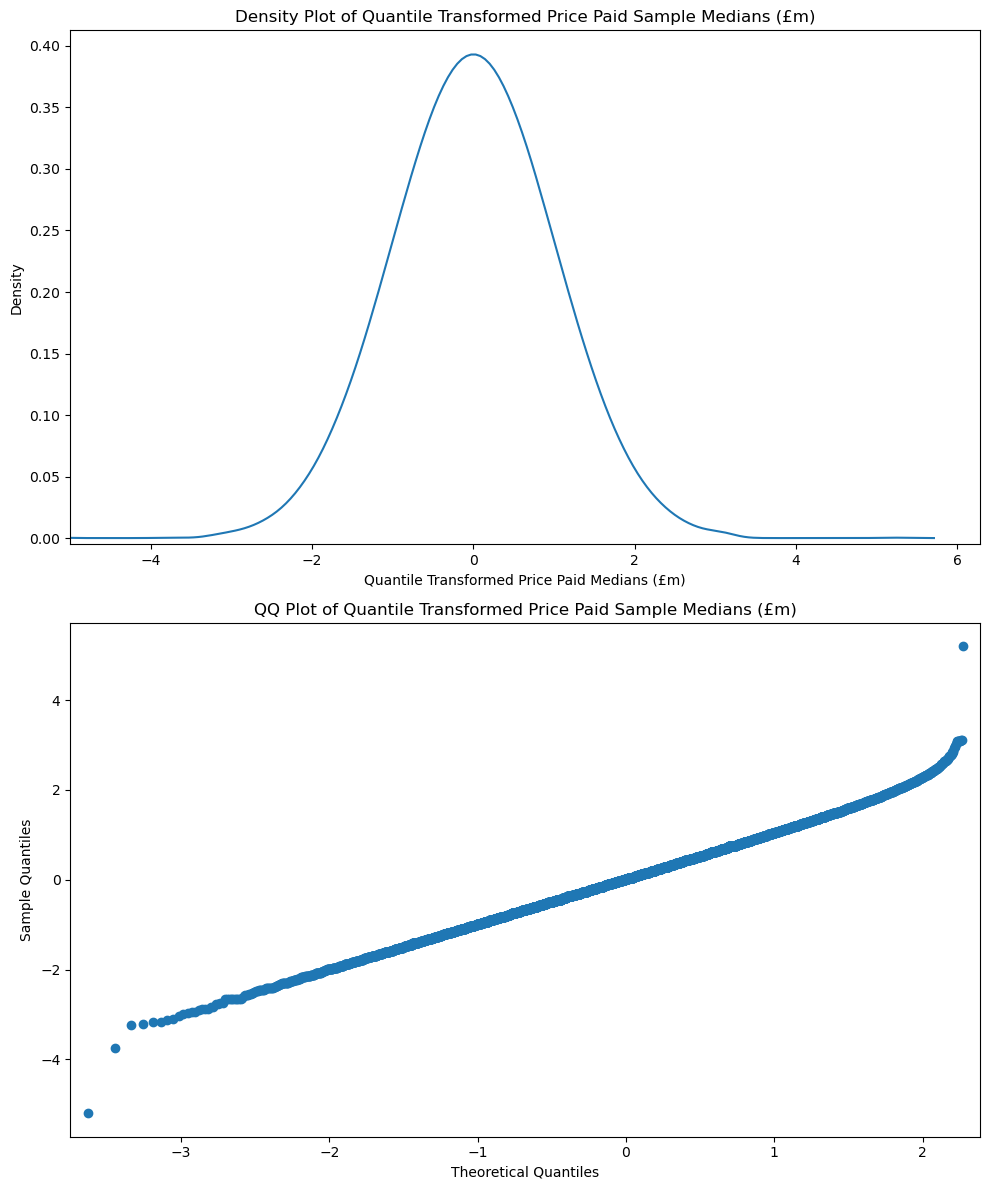 Density Plot of Quantile Transformed Price Paid Sample Medians (£m)
0.40
0.35
0.30
0.25
0.20
0.15
0.10
0.05
0.00
Density
−4 −2 0 2 4 6
Quantile Transformed Price Paid Medians (£m)
QQ Plot of Quantile Transformed Price Paid Sample Medians (£m)
4
2
0
−2
−4
Sample Quantiles
−3 −2 −1 0 1 2
Theoretical Quantiles